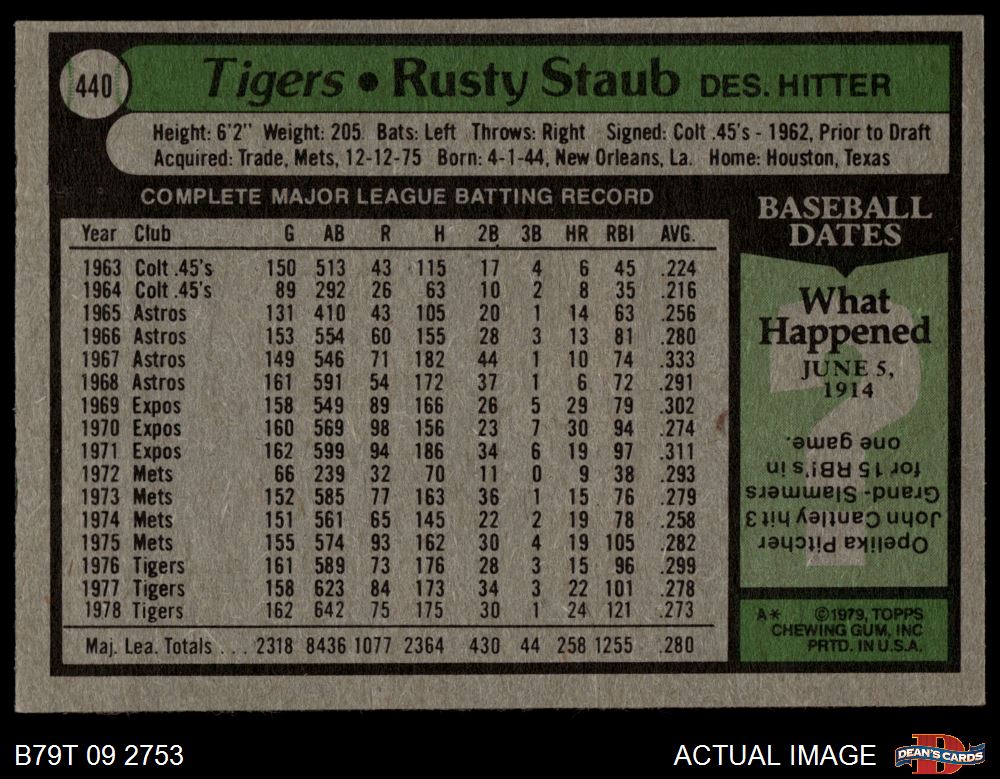 440
Tigers • Rusty Staub DES. HITTER
Height: 6'2" Weight: 205 Bats: Left Throws: Right Signed: Colt .45's - 1962, Prior to Draft
Acquired: Trade, Mets, 12-12-75 Born: 4-1-44, New Orleans, La. Home: Houston, Texas
COMPLETE MAJOR LEAGUE BATTING RECORD
Year Club G AB R H 2B 3B HR RBI AVG.
1963 Colt .45's 150 513 43 115 17 4 6 45 .224
1964 Colt .45's 89 292 26 63 10 2 8 35 .216
1965 Astros 131 410 43 105 20 1 14 63 .256
1966 Astros 153 554 60 155 28 3 13 81 .280
1967 Astros 149 546 71 182 44 1 10 74 .333
1968 Astros 161 591 54 172 37 1 6 72 .291
1969 Expos 158 549 89 166 26 5 29 79 .302
1970 Expos 160 569 98 156 23 7 30 94 .274
1971 Expos 162 599 94 186 34 6 19 97 .311
1972 Mets 66 239 32 70 11 0 9 38 .293
1973 Mets 152 585 77 163 36 1 15 76 .279
1974 Mets 151 561 65 145 22 2 19 78 .258
1975 Mets 155 574 93 162 30 4 19 105 .282
1976 Tigers 161 589 73 176 28 3 15 96 .299
1977 Tigers 158 623 84 173 34 3 22 101 .278
1978 Tigers 162 642 75 175 30 1 24 121 .273
Maj. Lea. Totals . . . 2318 8436 1077 2364 430 44 258 1255 .280
BASEBALL
DATES
What
Happened
JUNE 5,
1914
Opelika Pitcher
John Cantley hit 3
Grand-Slammers
for 15 RBI's in
one game.
A* ©1979, TOPPS
CHEWING GUM, INC
PRTD. IN U.S.A.
B79T 09 2753
ACTUAL IMAGE
D
DEAN'S CARDS